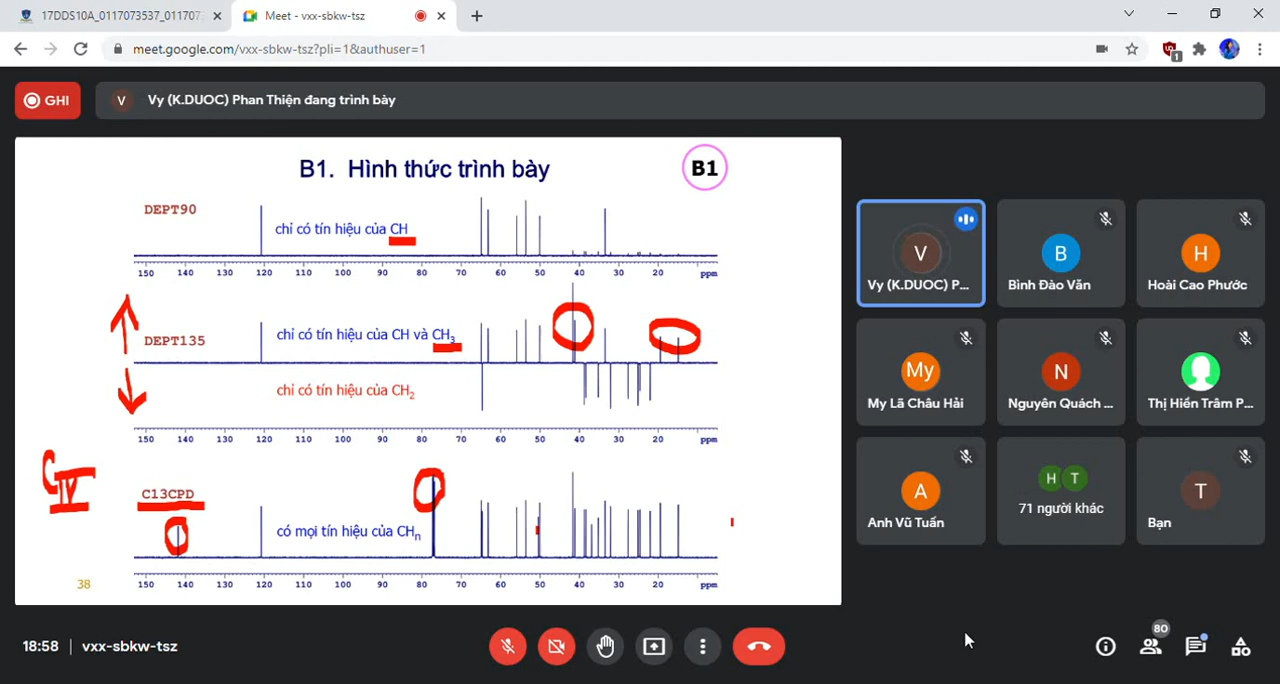 17DDS10A_0117073537_011707
Meet - vxx-sbkw-tsz
meet.google.com/vxx-sbkw-tsz?pli=1&authuser=1
1
GHI
V
Vy (K.DUOC) Phan Thiện đang trình bày
B1. Hình thức trình bày
B1
DEPT90
chỉ có tín hiệu của CH
150 140 130 120 110 100 90 80 70 60 50 40 30 20 ppm
DEPT135
chỉ có tín hiệu của CH và CH3
chỉ có tín hiệu của CH2
150 140 130 120 110 100 90 80 70 60 50 40 30 20 ppm
CIV
C13CPD
có mọi tín hiệu của CHn
150 140 130 120 110 100 90 80 70 60 50 40 30 20 ppm
38
V
Vy (K.DUOC) P...
B
Bình Đào Văn
H
Hoài Cao Phước
My
My Lã Châu Hải
N
Nguyên Quách ...
Thị Hiền Trâm P...
A
Anh Vũ Tuấn
H T
71 người khác
T
Bạn
18:58 | vxx-sbkw-tsz
80